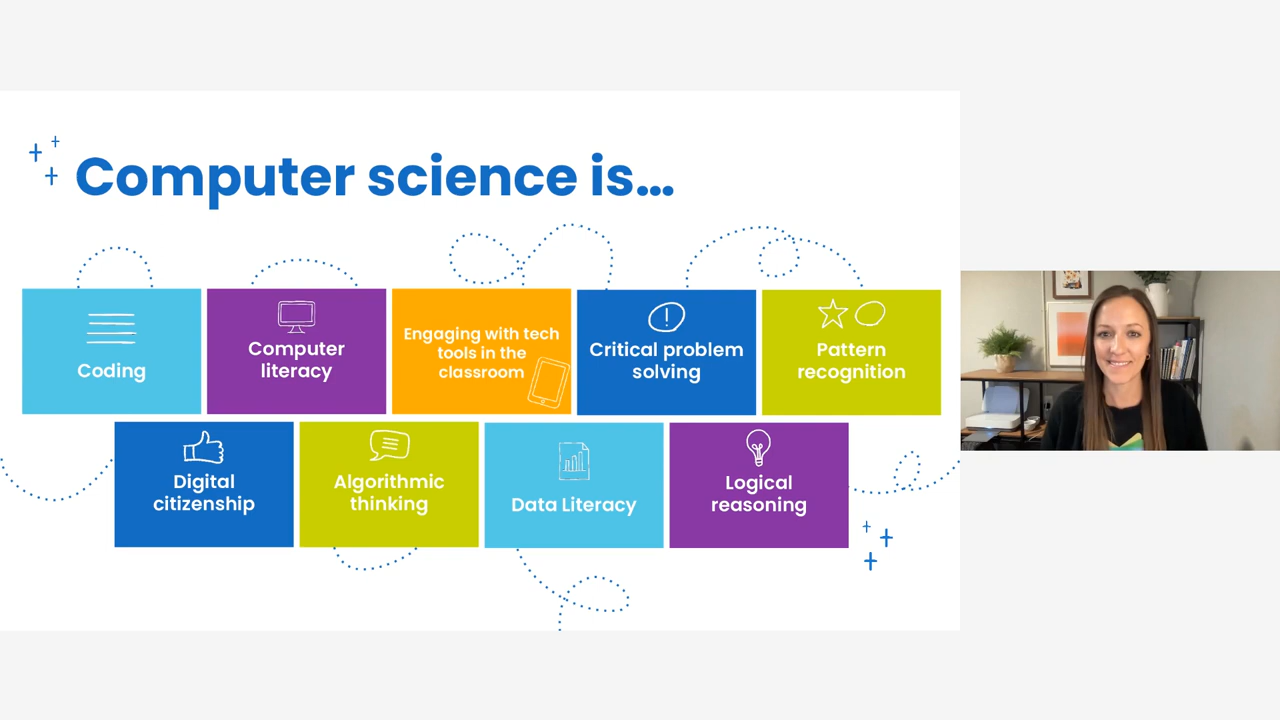 Computer science is...
Coding
Computer
literacy
Engaging with tech
tools in the
classroom
Critical problem
solving
Pattern
recognition
Digital
citizenship
Algorithmic
thinking
Data Literacy
Logical
reasoning